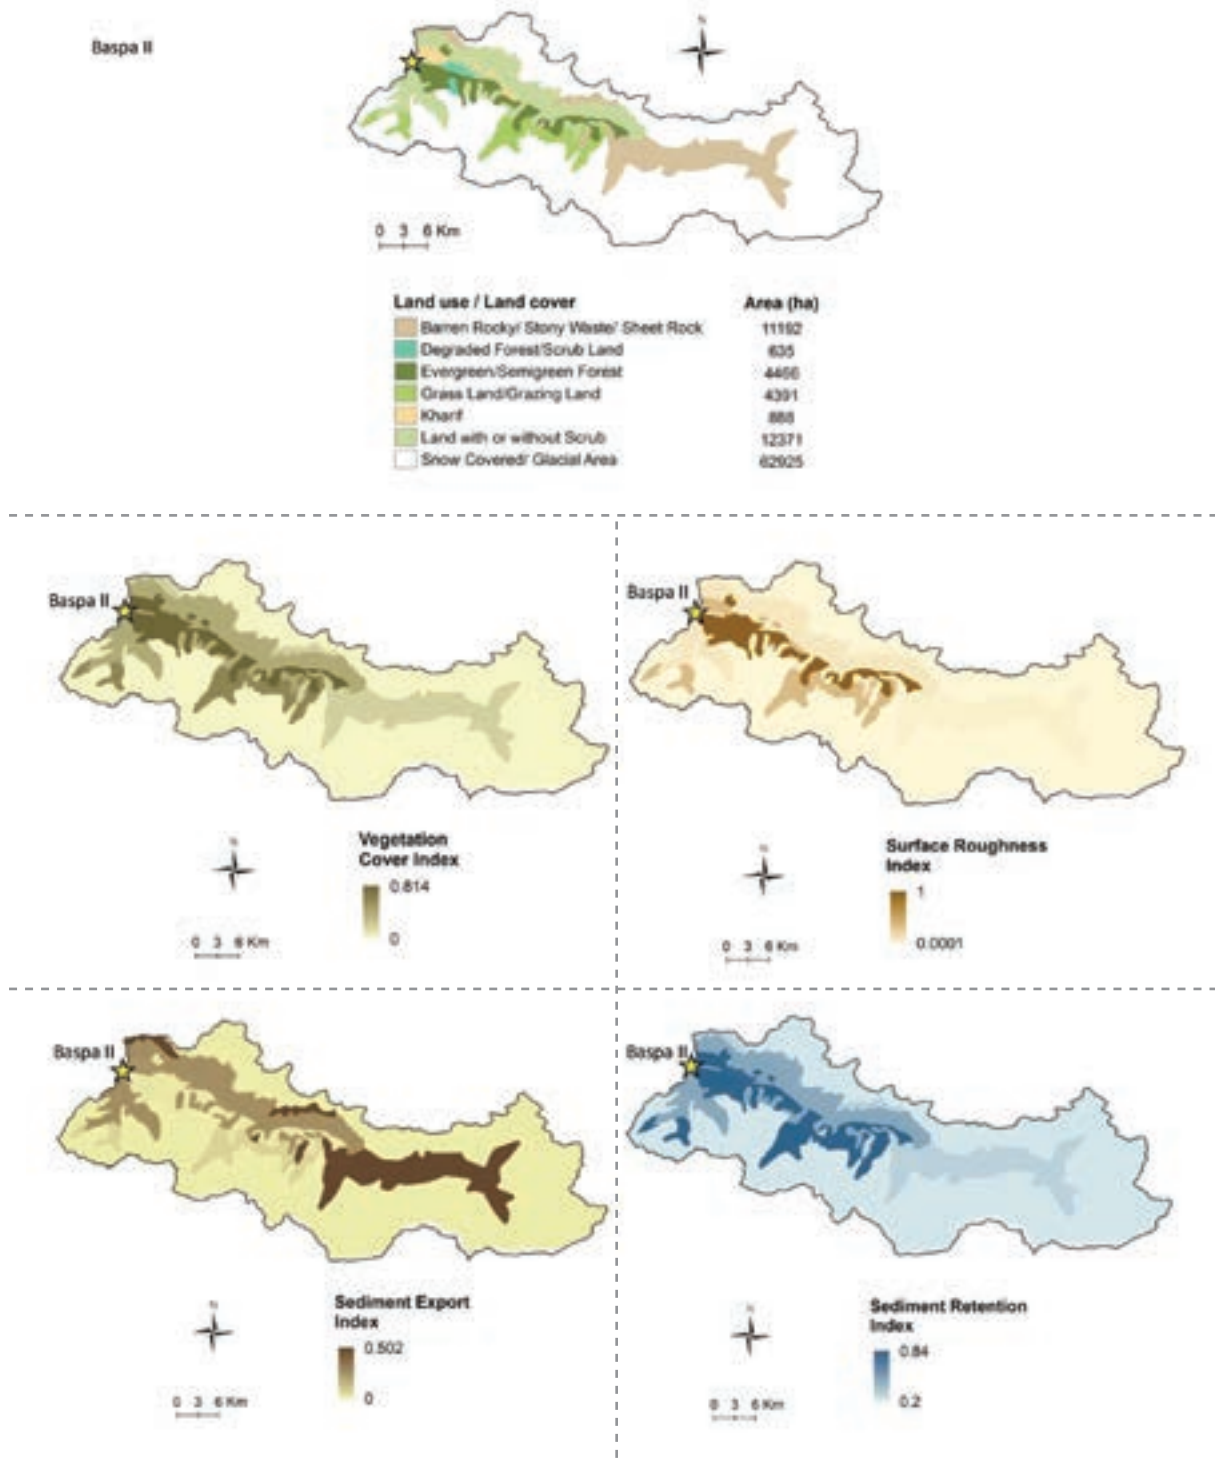 Baspa II
N
0 3 6 Km
Land use / Land cover Area (ha)
Barren Rocky/ Stony Waste/ Sheet Rock 11192
Degraded Forest/Scrub Land 635
Evergreen/Semigreen Forest 4466
Grass Land/Grazing Land 4391
Kharif 888
Land with or without Scrub 12371
Snow Covered/ Glacial Area 62925
Baspa II
N
Vegetation
Cover Index
0.814
0
0 3 6 Km
Baspa II
N
Surface Roughness
Index
1
0.0001
0 3 6 Km
Baspa II
N
Sediment Export
Index
0.502
0
0 3 6 Km
Baspa II
N
Sediment Retention
Index
0.84
0.2
0 3 6 Km